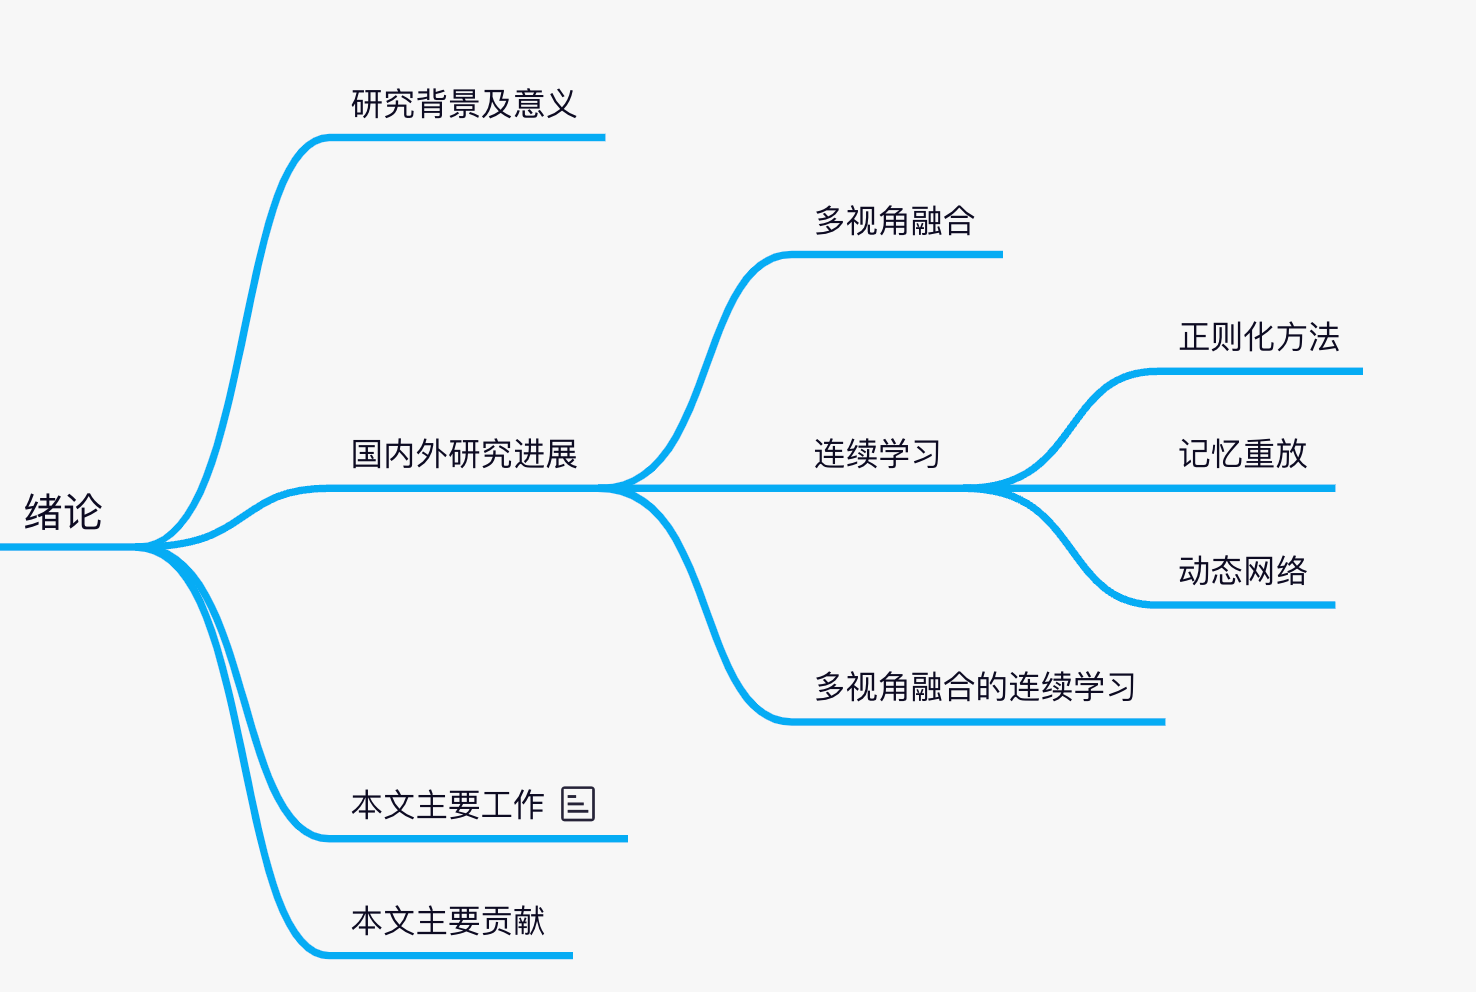 绪论
研究背景及意义
国内外研究进展
多视角融合
连续学习
正则化方法
记忆重放
动态网络
多视角融合的连续学习
本文主要工作
本文主要贡献